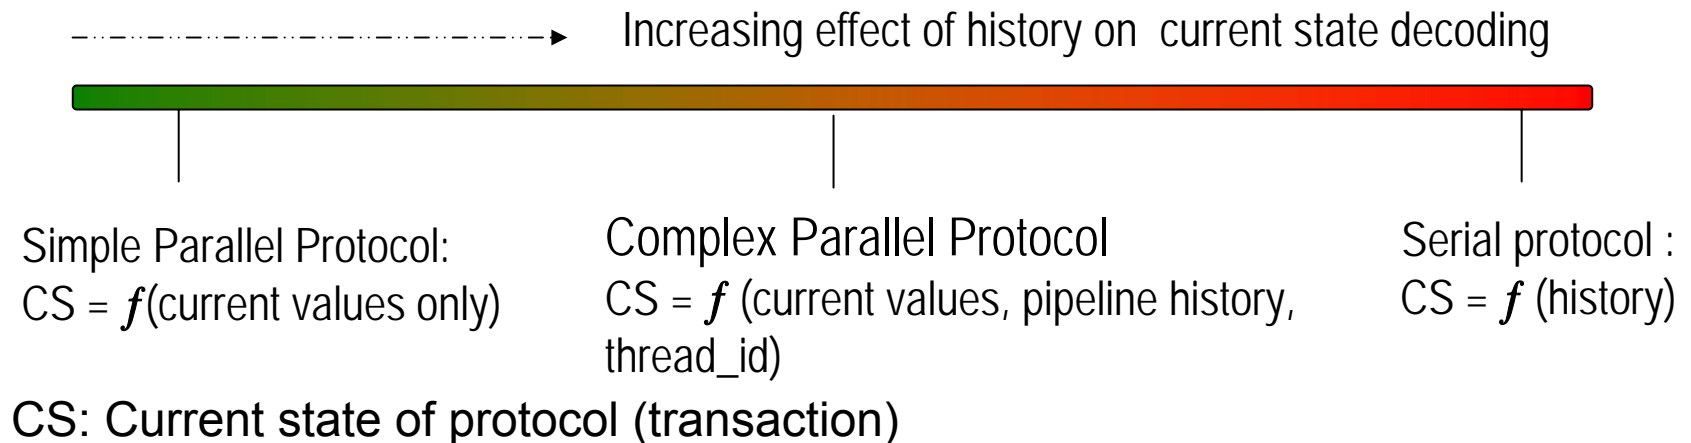 Increasing effect of history on current state decoding
Simple Parallel Protocol:
CS = f(current values only)
Complex Parallel Protocol
CS = f (current values, pipeline history,
thread_id)
Serial protocol :
CS = f (history)
CS: Current state of protocol (transaction)